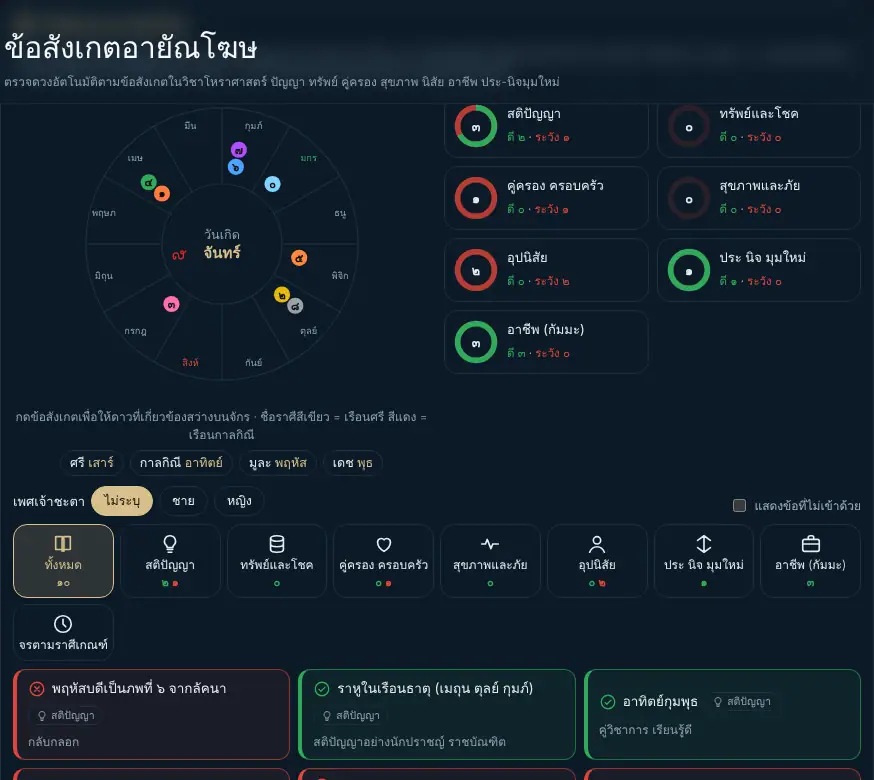 ข้อสังเกตอายัณโฆษ
ตรวจดวงอัตโนมัติตามข้อสังเกตในวิชาโหราศาสตร์ ปัญญา ทรัพย์ คู่ครอง สุขภาพ นิสัย อาชีพ ประ-นิจมุมใหม่
มีน
กุมภ์
เมษ
มกร
พฤษภ
ธนู
มิถุน
พิจิก
กรกฎ
ตุลย์
สิงห์
กันย์
๗
๖
๐
๔
๑
๙
๕
๓
๒
๘
วันเกิด
จันทร์
๓
สติปัญญา
ดี ๒ · ระวัง ๑
๐
ทรัพย์และโชค
ดี ๐ · ระวัง ๐
๑
คู่ครอง ครอบครัว
ดี ๐ · ระวัง ๑
๐
สุขภาพและภัย
ดี ๐ · ระวัง ๐
๒
อุปนิสัย
ดี ๐ · ระวัง ๒
๑
ประ นิจ มุมใหม่
ดี ๑ · ระวัง ๐
๓
อาชีพ (กัมมะ)
ดี ๓ · ระวัง ๐
กดข้อสังเกตเพื่อให้ดาวที่เกี่ยวข้องสว่างบนจักร · ชื่อราศีสีเขียว = เรือนศรี สีแดง =
เรือนกาลกิณี
ศรี เสาร์
กาลกิณี อาทิตย์
มูละ พฤหัส
เดช พุธ
เพศเจ้าชะตา
ไม่ระบุ
ชาย
หญิง
แสดงข้อที่ไม่เข้าด้วย
ทั้งหมด
๑๐
สติปัญญา
๒ ๑
ทรัพย์และโชค
๐
คู่ครอง ครอบครัว
๐ ๑
สุขภาพและภัย
๐
อุปนิสัย
๐ ๒
ประ นิจ มุมใหม่
๑
อาชีพ (กัมมะ)
๓
จรตามราศีเกณฑ์
พฤหัสบดีเป็นภพที่ ๖ จากลัคนา
สติปัญญา
กลับกลอก
ราหูในเรือนธาตุ (เมถุน ตุลย์ กุมภ์)
สติปัญญา
สติปัญญาอย่างนักปราชญ์ ราชบัณฑิต
อาทิตย์กุมพุธ
สติปัญญา
คู่วิชาการ เรียนรู้ดี